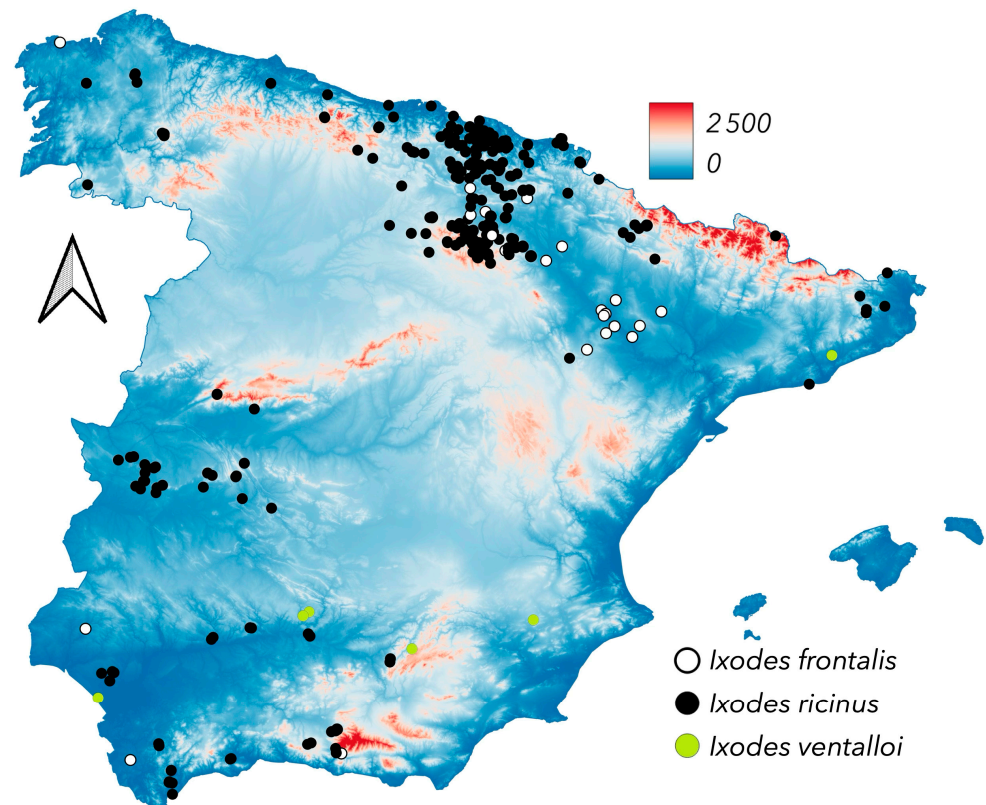 2 500
0
Ixodes frontalis
Ixodes ricinus
Ixodes ventalloi